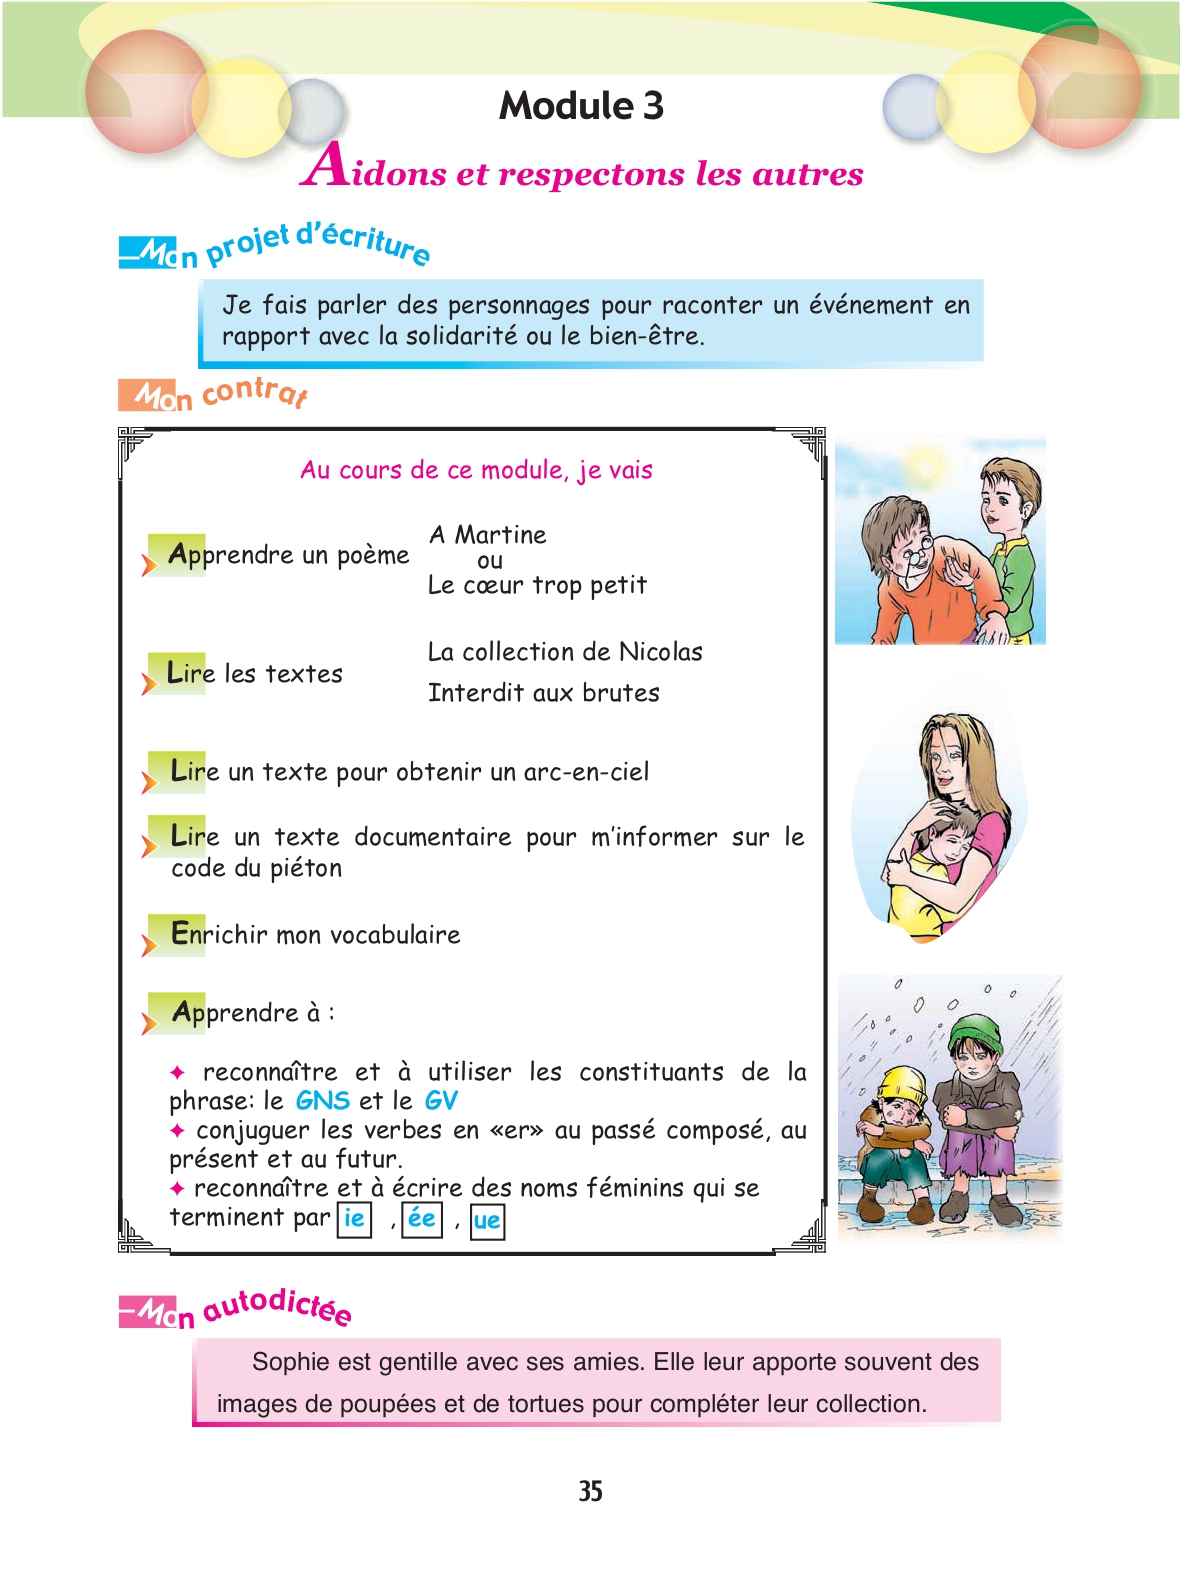 Module 3
Aidons et respectons les autres
Mon projet d'écriture
Je fais parler des personnages pour raconter un événement en
rapport avec la solidarité ou le bien-être.
Mon contrat
Au cours de ce module, je vais
Apprendre un poème
A Martine
ou
Le cœur trop petit
Lire les textes
La collection de Nicolas
Interdit aux brutes
Lire un texte pour obtenir un arc-en-ciel
Lire un texte documentaire pour m'informer sur le
code du piéton
Enrichir mon vocabulaire
Apprendre à :
✦ reconnaître et à utiliser les constituants de la
phrase: le GNS et le GV
✦ conjuguer les verbes en «er» au passé composé, au
présent et au futur.
✦ reconnaître et à écrire des noms féminins qui se
terminent par ie , ée , ue
Mon autodictée
Sophie est gentille avec ses amies. Elle leur apporte souvent des
images de poupées et de tortues pour compléter leur collection.
35